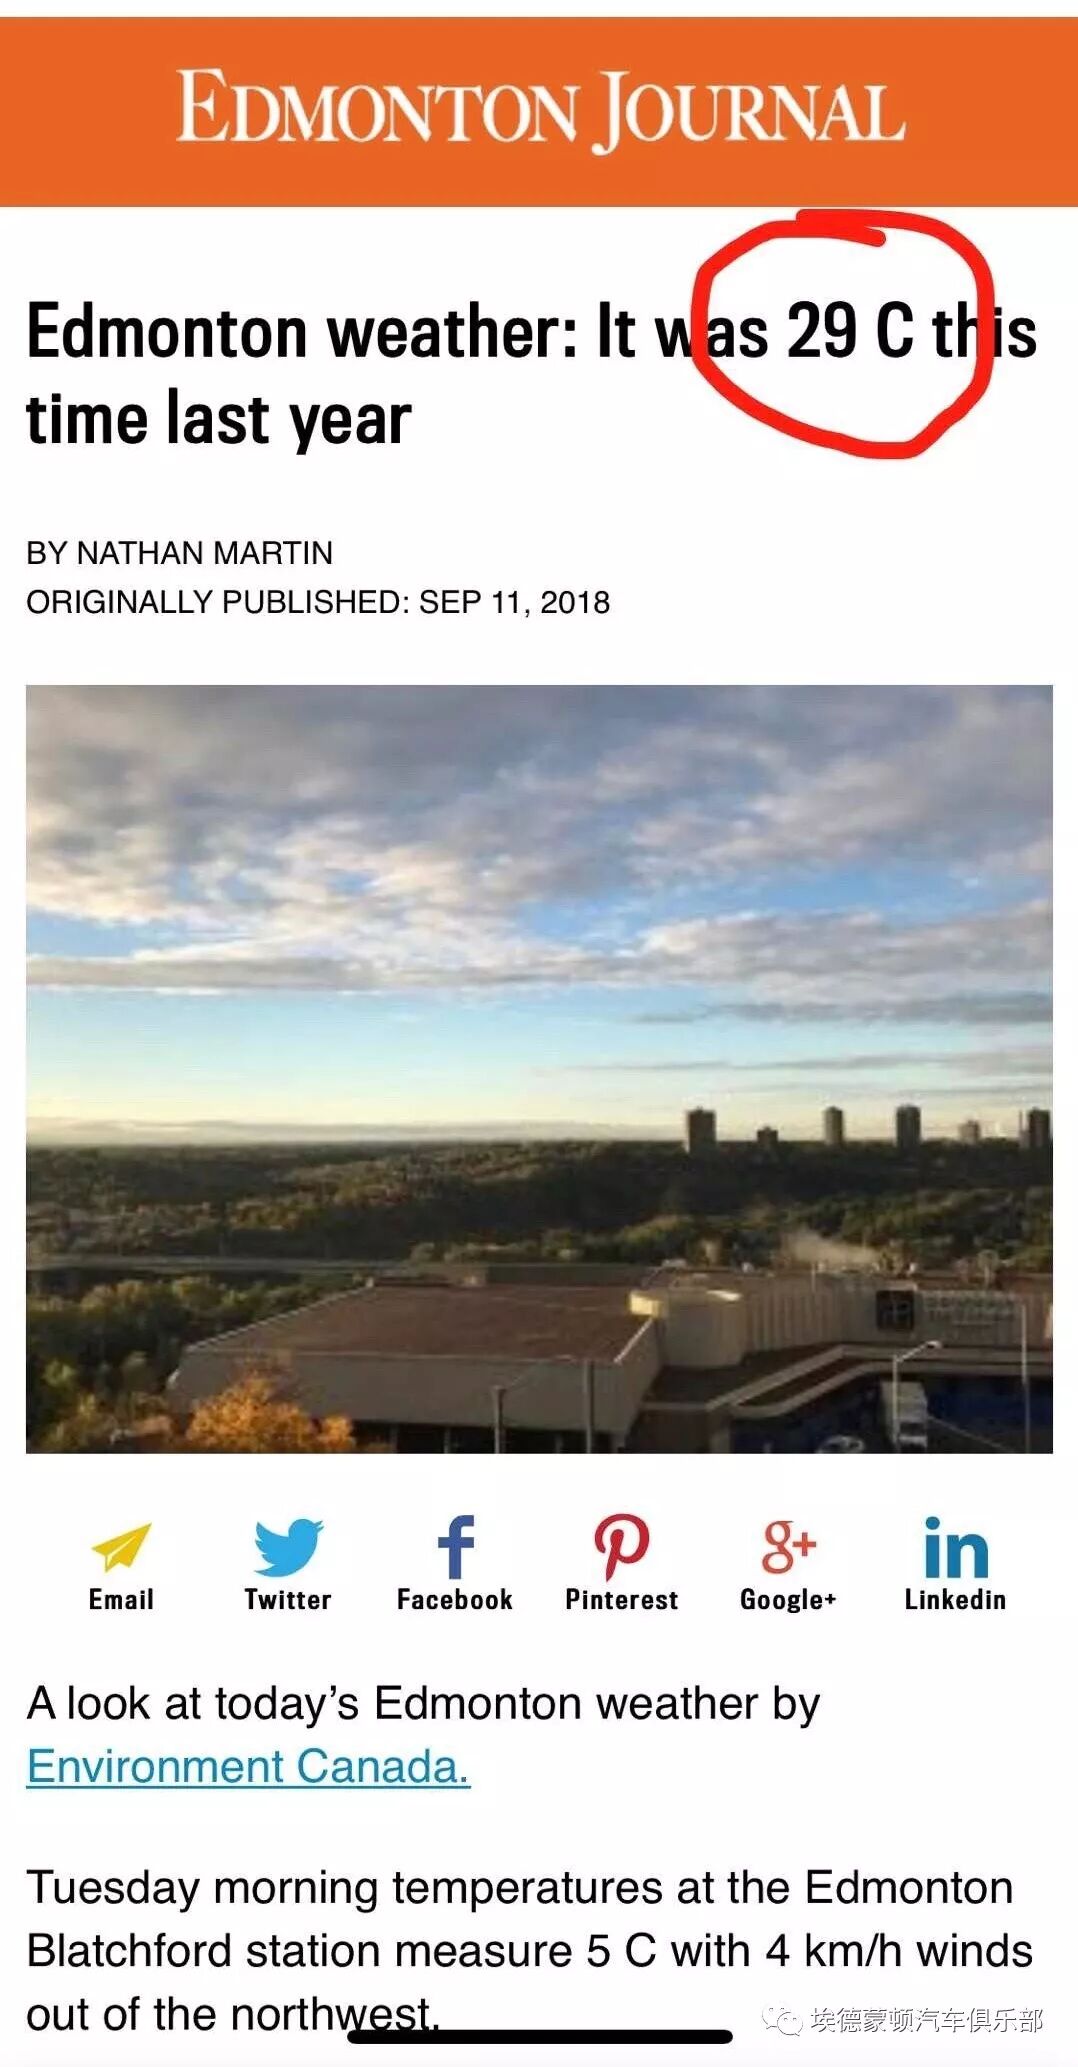 EDMONTON JOURNAL
Edmonton weather: It was 29 C this
time last year
BY NATHAN MARTIN
ORIGINALLY PUBLISHED: SEP 11, 2018
Email Twitter Facebook Pinterest Google+ Linkedin
A look at today’s Edmonton weather by
Environment Canada.
Tuesday morning temperatures at the Edmonton
Blatchford station measure 5 C with 4 km/h winds
out of the northwest.
埃德蒙顿汽车俱乐部